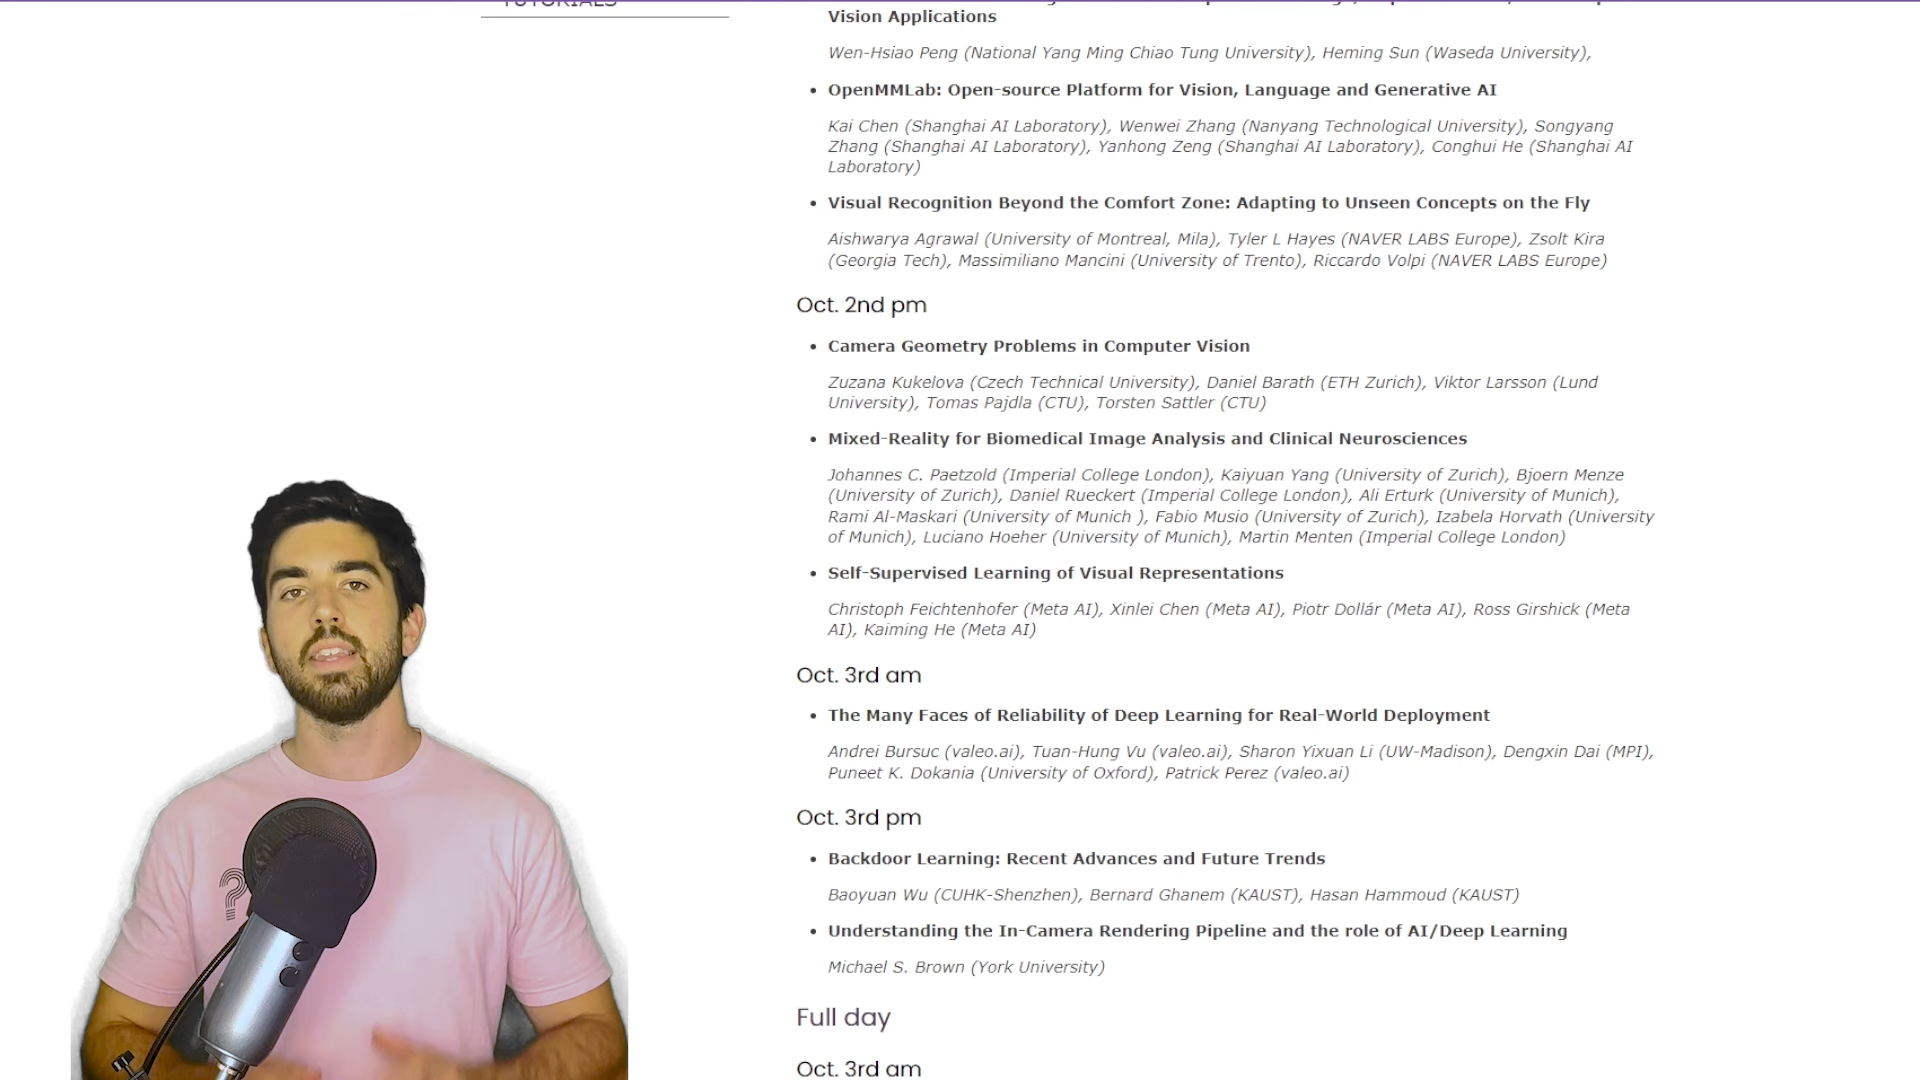 TUTORIALS
Vision Applications
Wen-Hsiao Peng (National Yang Ming Chiao Tung University), Heming Sun (Waseda University),
• OpenMMLab: Open-source Platform for Vision, Language and Generative AI
Kai Chen (Shanghai AI Laboratory), Wenwei Zhang (Nanyang Technological University), Songyang
Zhang (Shanghai AI Laboratory), Yanhong Zeng (Shanghai AI Laboratory), Conghui He (Shanghai AI
Laboratory)
• Visual Recognition Beyond the Comfort Zone: Adapting to Unseen Concepts on the Fly
Aishwarya Agrawal (University of Montreal, Mila), Tyler L Hayes (NAVER LABS Europe), Zsolt Kira
(Georgia Tech), Massimiliano Mancini (University of Trento), Riccardo Volpi (NAVER LABS Europe)
Oct. 2nd pm
• Camera Geometry Problems in Computer Vision
Zuzana Kukelova (Czech Technical University), Daniel Barath (ETH Zurich), Viktor Larsson (Lund
University), Tomas Pajdla (CTU), Torsten Sattler (CTU)
• Mixed-Reality for Biomedical Image Analysis and Clinical Neurosciences
Johannes C. Paetzold (Imperial College London), Kaiyuan Yang (University of Zurich), Bjoern Menze
(University of Zurich), Daniel Rueckert (Imperial College London), Ali Erturk (University of Munich),
Rami Al-Maskari (University of Munich ), Fabio Musio (University of Zurich), Izabela Horvath (University
of Munich), Luciano Hoeher (University of Munich), Martin Menten (Imperial College London)
• Self-Supervised Learning of Visual Representations
Christoph Feichtenhofer (Meta AI), Xinlei Chen (Meta AI), Piotr Dollár (Meta AI), Ross Girshick (Meta
AI), Kaiming He (Meta AI)
Oct. 3rd am
• The Many Faces of Reliability of Deep Learning for Real-World Deployment
Andrei Bursuc (valeo.ai), Tuan-Hung Vu (valeo.ai), Sharon Yixuan Li (UW-Madison), Dengxin Dai (MPI),
Puneet K. Dokania (University of Oxford), Patrick Perez (valeo.ai)
Oct. 3rd pm
• Backdoor Learning: Recent Advances and Future Trends
Baoyuan Wu (CUHK-Shenzhen), Bernard Ghanem (KAUST), Hasan Hammoud (KAUST)
• Understanding the In-Camera Rendering Pipeline and the role of AI/Deep Learning
Michael S. Brown (York University)
Full day
Oct. 3rd am
?